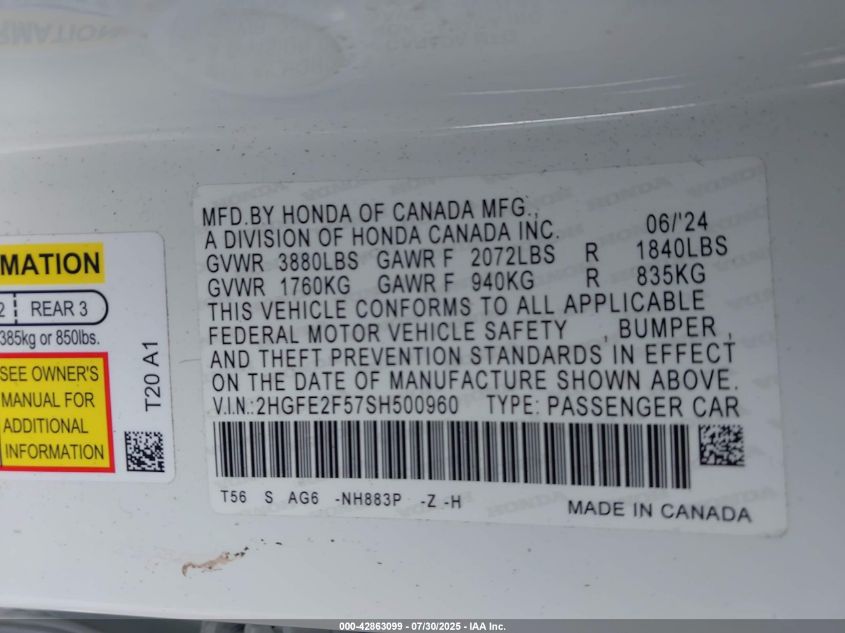 MFD.BY HONDA OF CANADA MFG.,
A DIVISION OF HONDA CANADA INC. 06/'24
GVWR 3880LBS GAWR F 2072LBS R 1840LBS
GVWR 1760KG GAWR F 940KG R 835KG
THIS VEHICLE CONFORMS TO ALL APPLICABLE
FEDERAL MOTOR VEHICLE SAFETY , BUMPER ,
AND THEFT PREVENTION STANDARDS IN EFFECT
ON THE DATE OF MANUFACTURE SHOWN ABOVE.
V.I.N.:2HGFE2F57SH500960 TYPE: PASSENGER CAR
T56 S AG6 -NH883P -Z -H
MADE IN CANADA
MATION
2 REAR 3
385kg or 850lbs.
SEE OWNER'S
MANUAL FOR
ADDITIONAL
INFORMATION
T20 A1
000-42863099 - 07/30/2025 - IAA Inc.